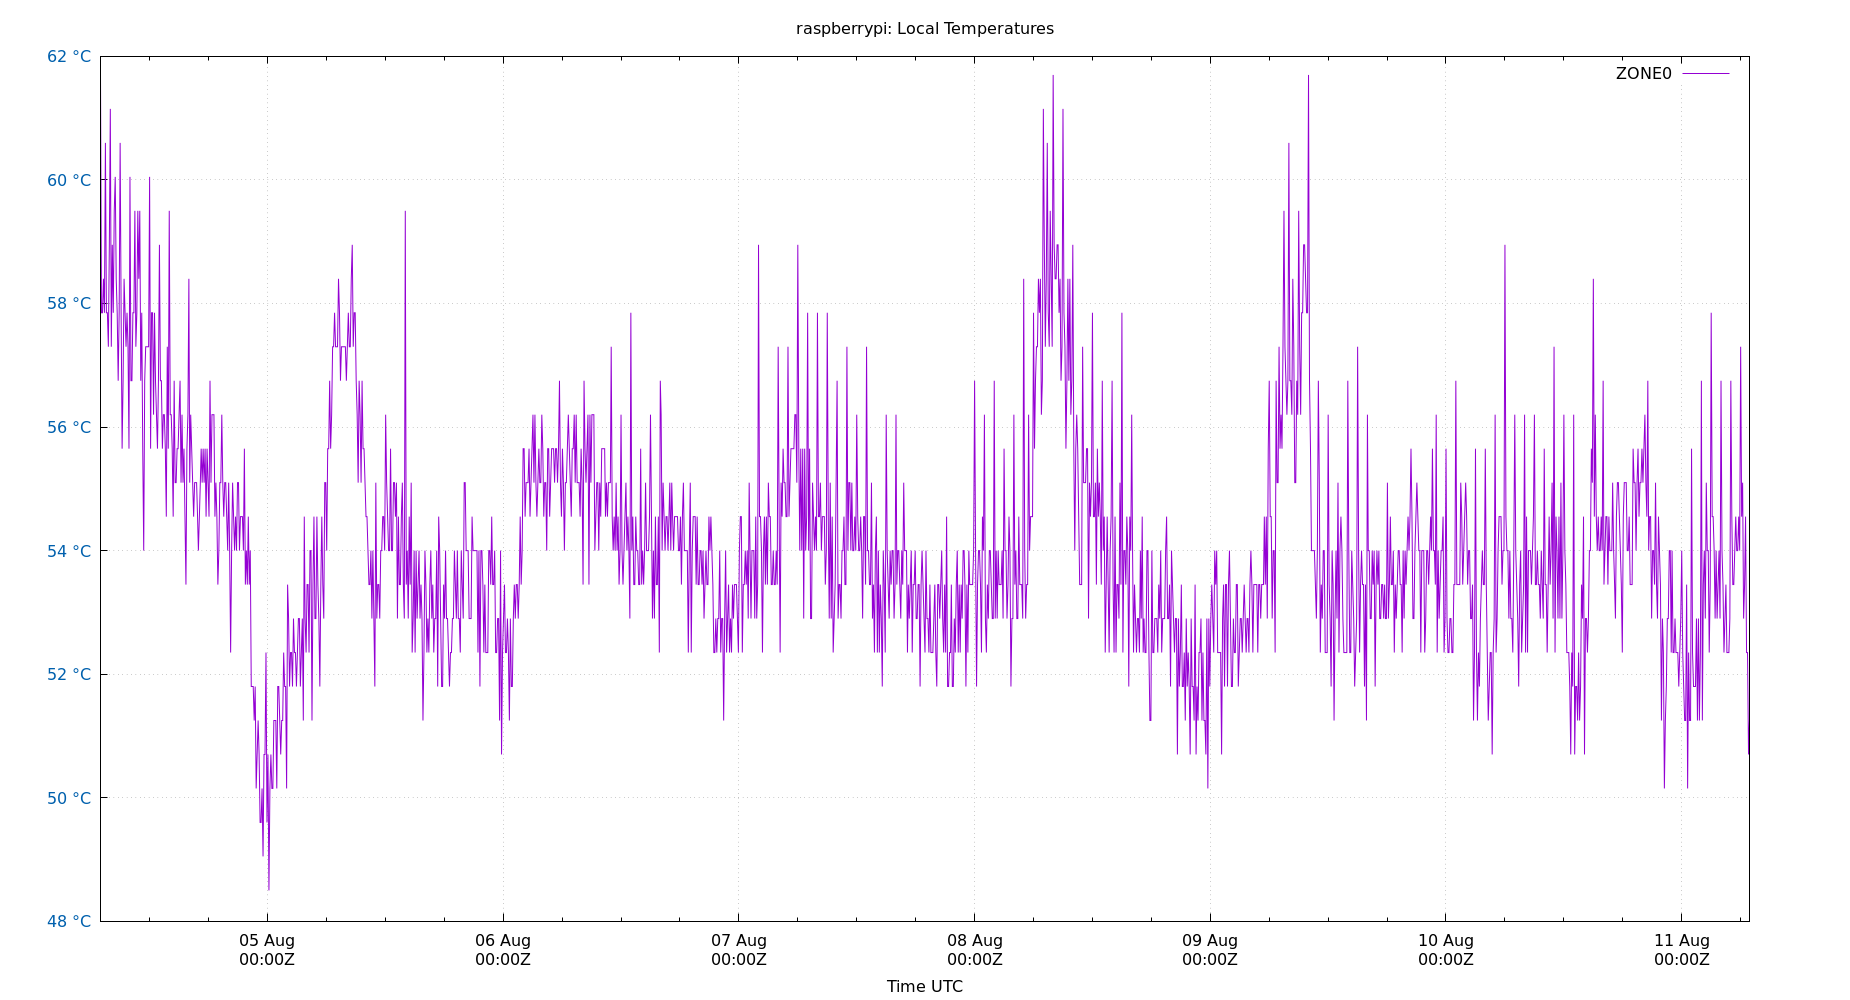 raspberrypi: Local Temperatures
62 °C
ZONE0
60 °C
58 °C
56 °C
54 °C
52 °C
50 °C
48 °C
05 Aug 06 Aug 07 Aug 08 Aug 09 Aug 10 Aug 11 Aug
00:00Z 00:00Z 00:00Z 00:00Z 00:00Z 00:00Z 00:00Z
Time UTC